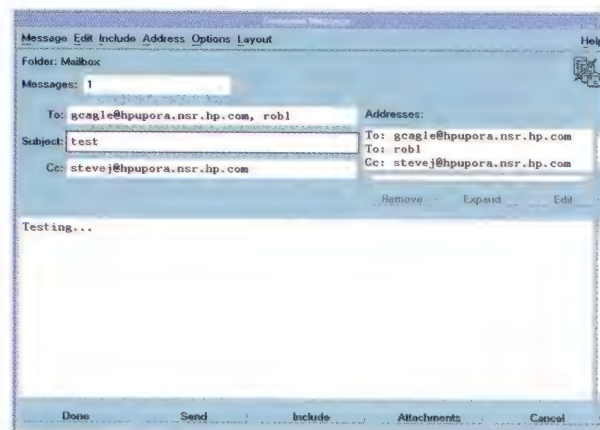 Message Edit Include Address Options Layout Help
Folder: Mailbox
Messages: 1
To: gcagle@hpupora.nsr.hp.com, robl
Subject: test
Cc: stevej@hpupora.nsr.hp.com
Addresses:
To: gcagle@hpupora.nsr.hp.com
To: robl
Cc: stevej@hpupora.nsr.hp.com
Remove Expand Edit
Testing...
Done Send Include Attachments Cancel